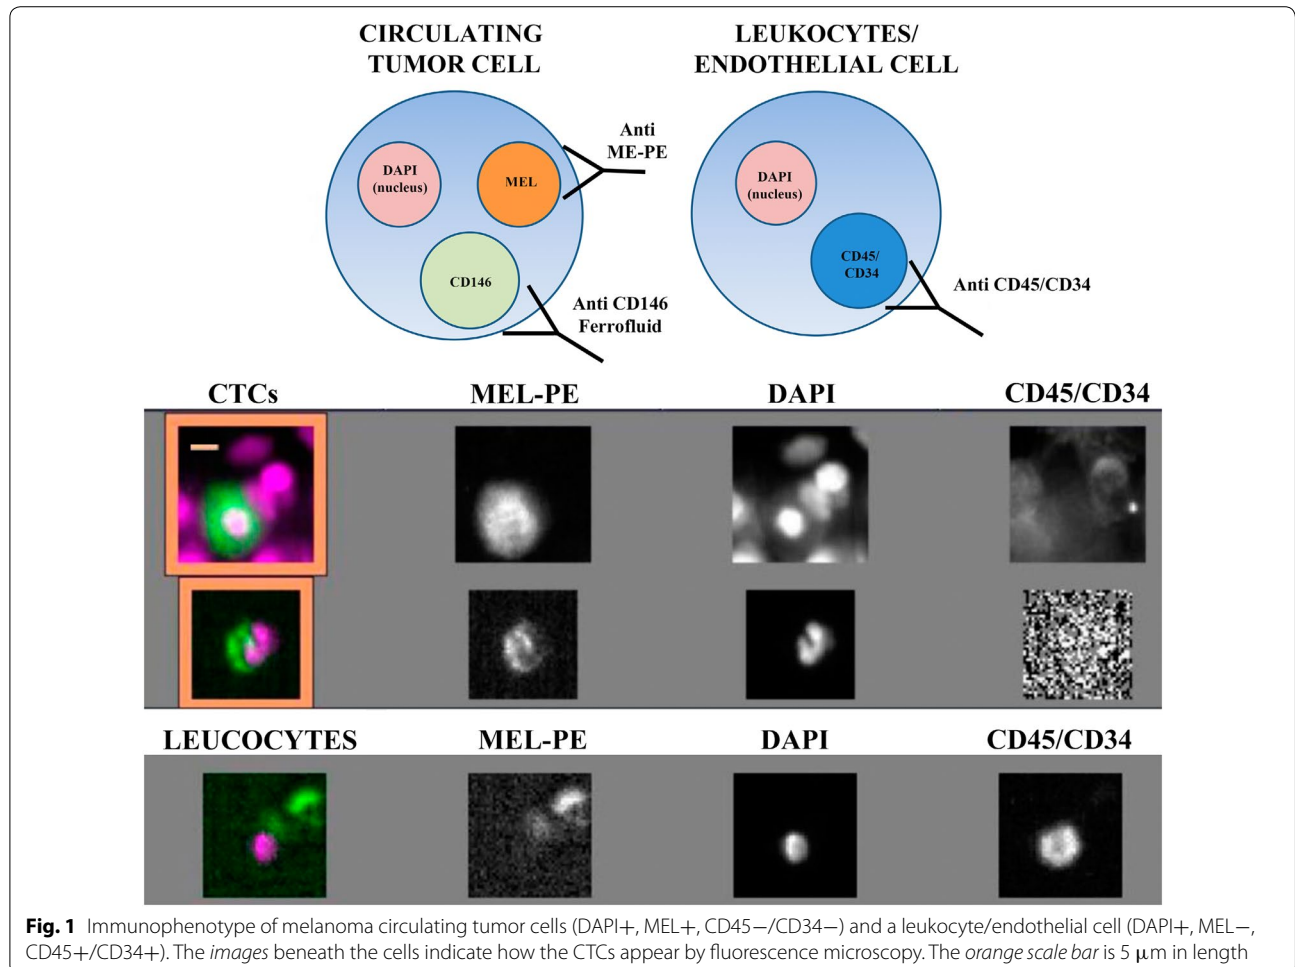 CIRCULATING
TUMOR CELL
LEUKOCYTES/
ENDOTHELIAL CELL
Anti
ME-PE
DAPI
(nucleus)
MEL
CD146
Anti CD146
Ferrofluid
DAPI
(nucleus)
CD45/
CD34
Anti CD45/CD34
CTCs MEL-PE DAPI CD45/CD34
LEUCOCYTES MEL-PE DAPI CD45/CD34
Fig. 1 Immunophenotype of melanoma circulating tumor cells (DAPI+, MEL+, CD45−/CD34−) and a leukocyte/endothelial cell (DAPI+, MEL−,
CD45+/CD34+). The images beneath the cells indicate how the CTCs appear by fluorescence microscopy. The orange scale bar is 5 μm in length